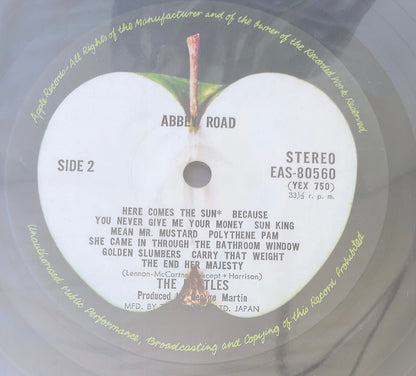 Apple Records · All Rights of the Manufacturer and of the Owner of the Recorded Work Reserved
ABBEY ROAD
SIDE 2
STEREO
EAS-80560
(YEX 750)
33⅓ r. p. m.
HERE COMES THE SUN* BECAUSE
YOU NEVER GIVE ME YOUR MONEY SUN KING
MEAN MR. MUSTARD POLYTHENE PAM
SHE CAME IN THROUGH THE BATHROOM WINDOW
GOLDEN SLUMBERS CARRY THAT WEIGHT
THE END HER MAJESTY
(Lennon-McCartney except * Harrison)
THE BEATLES
Produced by George Martin
MFD. BY LTD. JAPAN
Unauthorised Public Performance, Broadcasting and Copying of this Record Prohibited